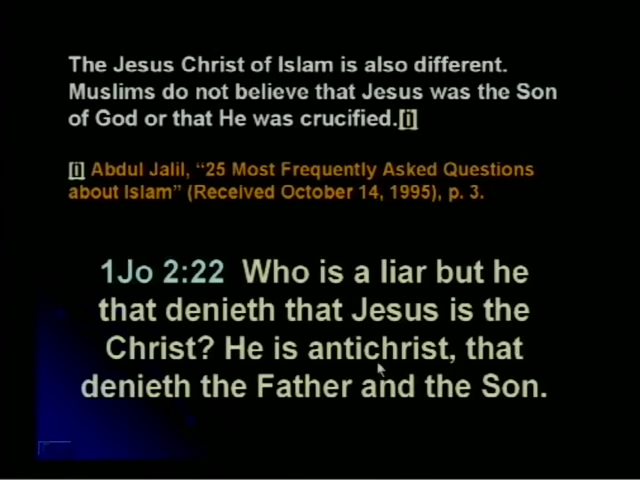 The Jesus Christ of Islam is also different.
Muslims do not believe that Jesus was the Son
of God or that He was crucified.[i]
[i] Abdul Jalil, “25 Most Frequently Asked Questions
about Islam” (Received October 14, 1995), p. 3.
1Jo 2:22 Who is a liar but he
that denieth that Jesus is the
Christ? He is antichrist, that
denieth the Father and the Son.